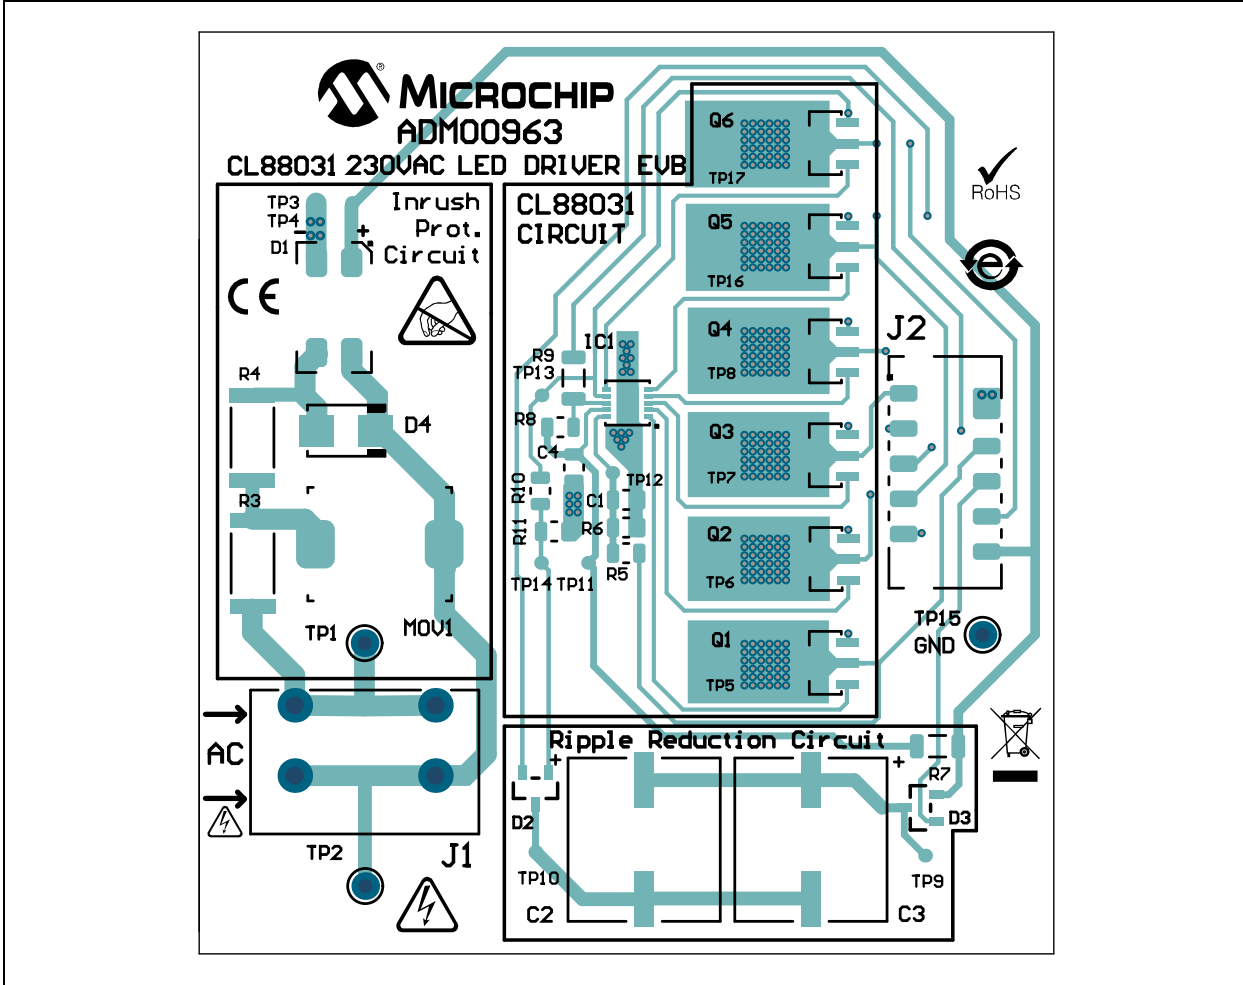 MICROCHIP
®
ADM00963
CL88031 230VAC LED DRIVER EVB
RoHS
TP3
TP4
D1
+
-
Inrush
Prot.
Circuit
CE
R4
D4
R3
MOV1
TP1
AC
TP2
J1
CL88031
CIRCUIT
Q6
TP17
Q5
TP16
Q4
TP8
Q3
TP7
Q2
TP6
Q1
TP5
IC1
R9
TP13
R8
C4
R10
R11
TP12
C1
R6
R5
TP14
TP11
J2
e
TP15
GND
Ripple Reduction Circuit
+
+
R7
D2
D3
TP10
TP9
C2
C3